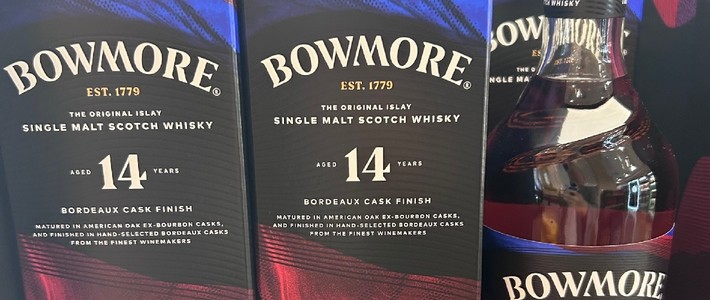 BOWMORE®
EST. 1779
THE ORIGINAL ISLAY
SINGLE MALT SCOTCH WHISKY
AGED 14 YEARS
BORDEAUX CASK FINISH
MATURED IN AMERICAN OAK EX-BOURBON CASKS,
AND FINISHED IN HAND-SELECTED BORDEAUX CASKS
FROM THE FINEST WINEMAKERS
BOWMORE®
EST. 1779
THE ORIGINAL ISLAY
SINGLE MALT SCOTCH WHISKY
AGED 14 YEARS
BORDEAUX CASK FINISH
MATURED IN AMERICAN OAK EX-BOURBON CASKS,
AND FINISHED IN HAND-SELECTED BORDEAUX CASKS
FROM THE FINEST WINEMAKERS
WHISKY
BOWMORE